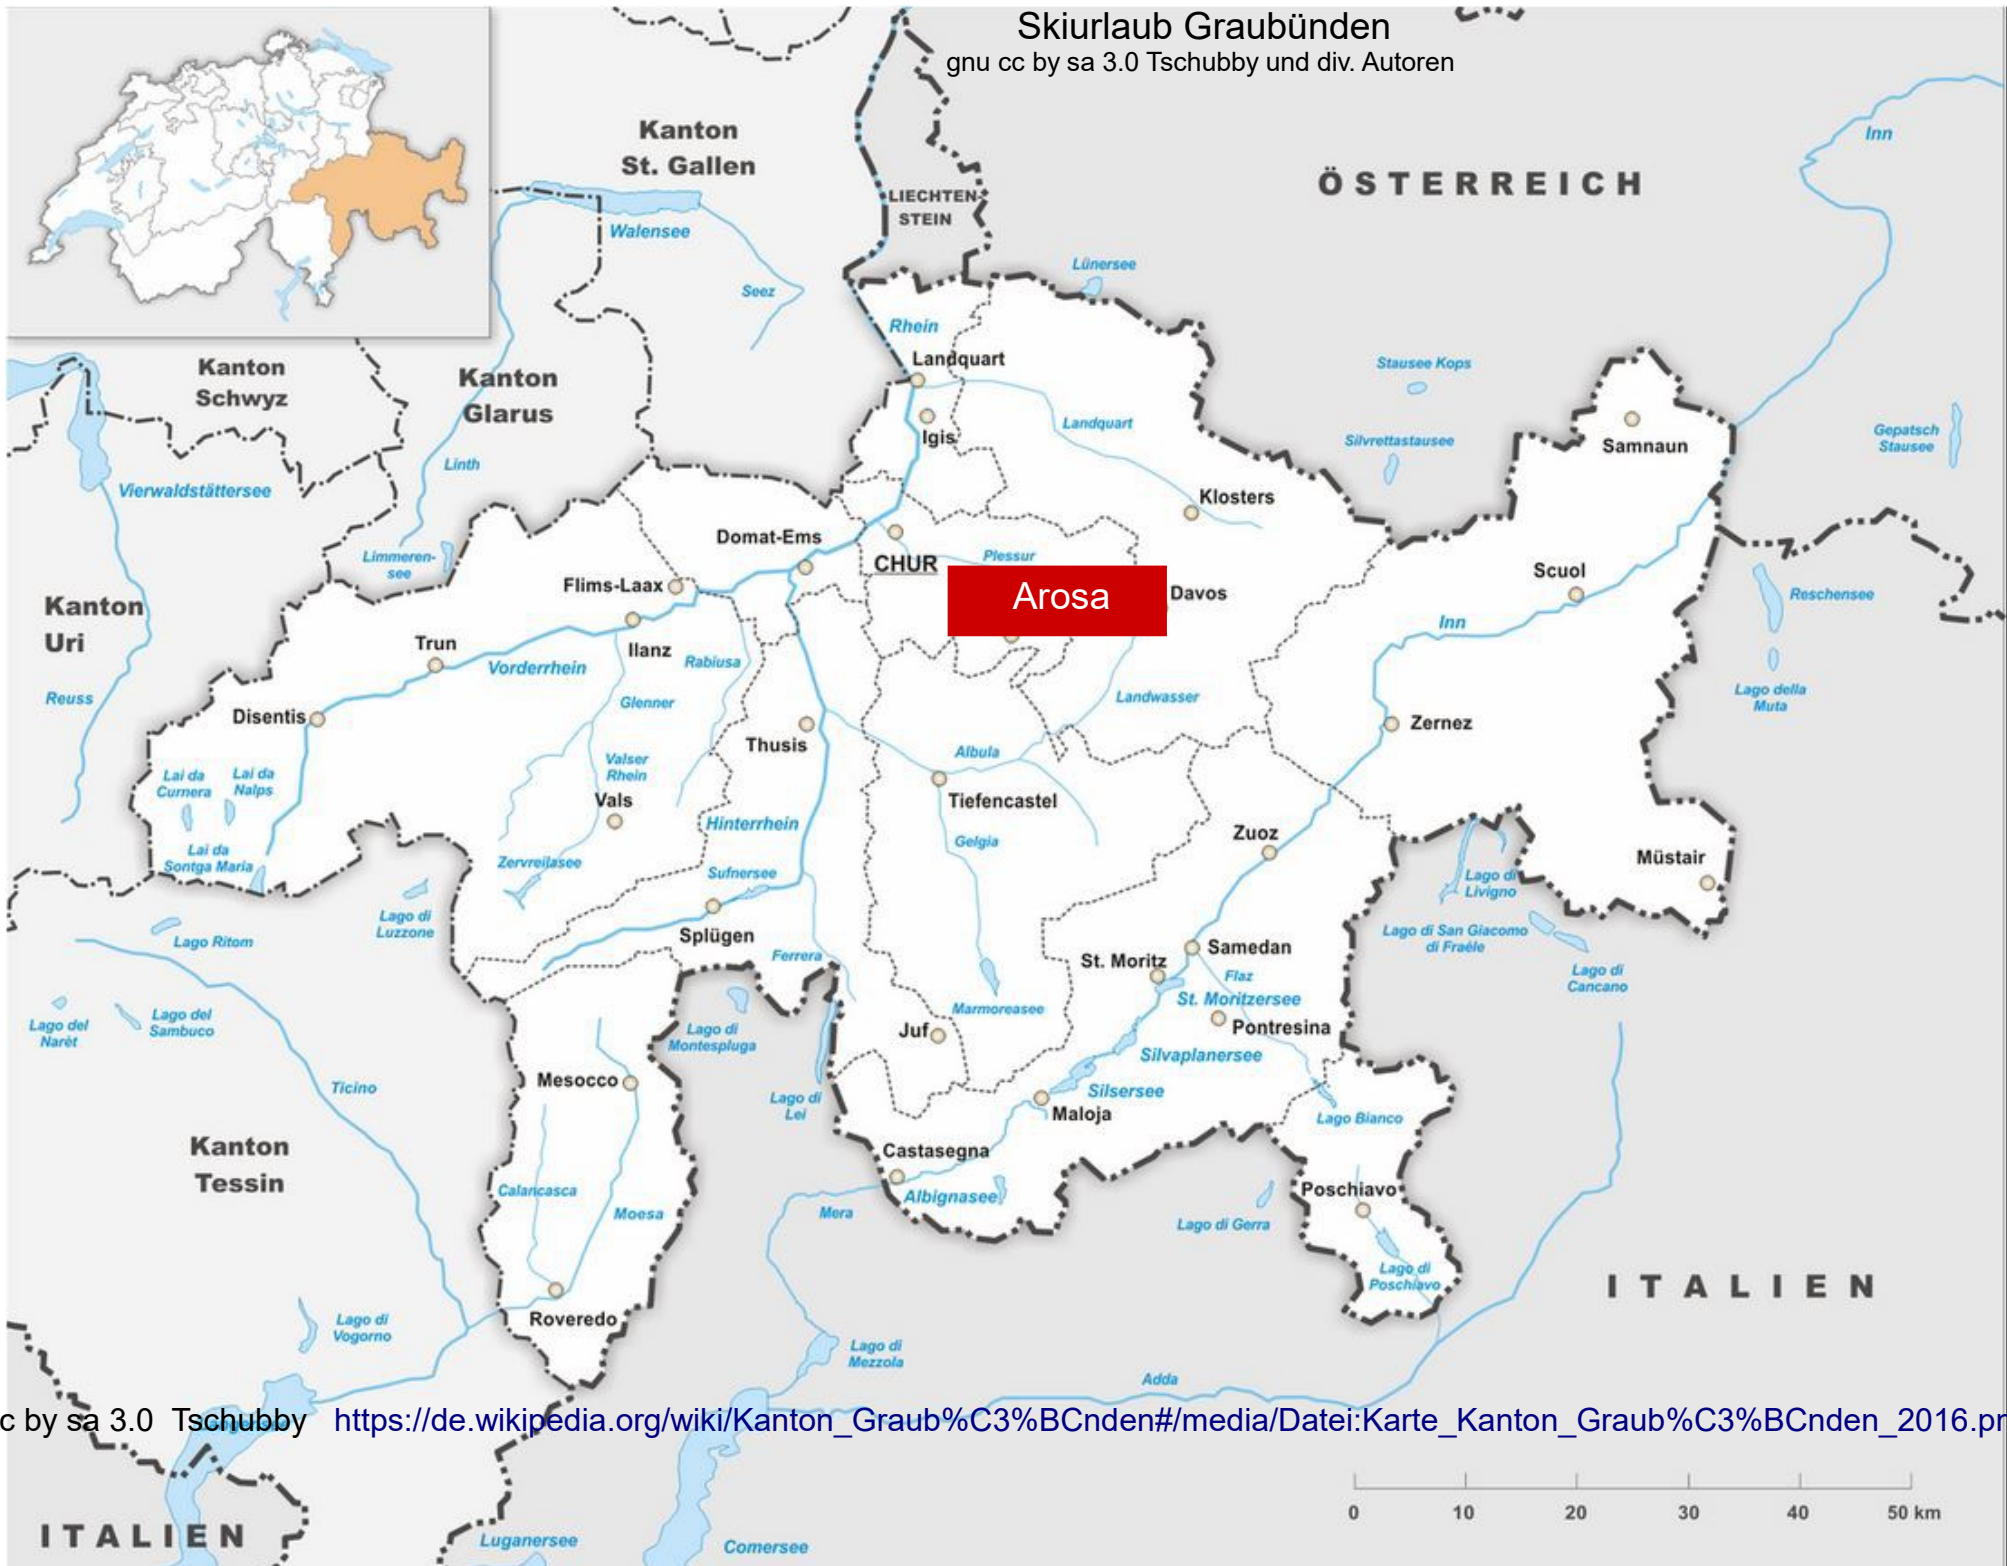 Skiurlaub Graubünden
gnu cc by sa 3.0 Tschubby und div. Autoren
Kanton
St. Gallen
ÖSTERREICH
Inn
LIECHTEN-
STEIN
Walensee
Seez
Lünersee
Rhein
Landquart
Kanton
Schwyz
Kanton
Glarus
Stausee Kops
Igis
Landquart
Silvrettastausee
Samnaun
Gepatsch
Stausee
Linth
Vierwaldstättersee
Klosters
Domat-Ems
CHUR
Plessur
Limmeren-
see
Flims-Laax
Arosa
Davos
Scuol
Reschensee
Kanton
Uri
Trun
Ilanz
Rabiusa
Inn
Vorderrhein
Reuss
Glenner
Landwasser
Lago della
Muta
Disentis
Thusis
Zernez
Albula
Valser
Rhein
Lai da
Curnera
Lai da
Nalps
Vals
Tiefencastel
Hinterrhein
Gelgia
Zuoz
Lai da
Sontga Maria
Zervreilasee
Sufnersee
Müstair
Lago di
Livigno
Lago di
Luzzone
Lago Ritom
Splügen
Ferrera
Samedan
St. Moritz
Flaz
Lago di San Giacomo
di Fraéle
Lago di
Cancano
St. Moritzersee
Marmoreasee
Lago del
Narèt
Lago del
Sambuco
Lago di
Montespluga
Juf
Pontresina
Silvaplanersee
Mesocco
Ticino
Lago di
Lei
Silsersee
Maloja
Lago Bianco
Kanton
Tessin
Castasegna
Calancasca
Moesa
Albignasee
Mera
Poschiavo
Lago di Gerra
Lago di
Poschiavo
ITALIEN
Roveredo
Lago di
Vogorno
Lago di
Mezzola
Adda
c by sa 3.0 Tschubby https://de.wikipedia.org/wiki/Kanton_Graub%C3%BCnden#/media/Datei:Karte_Kanton_Graub%C3%BCnden_2016.pn
0 10 20 30 40 50 km
ITALIEN
Luganersee
Comersee